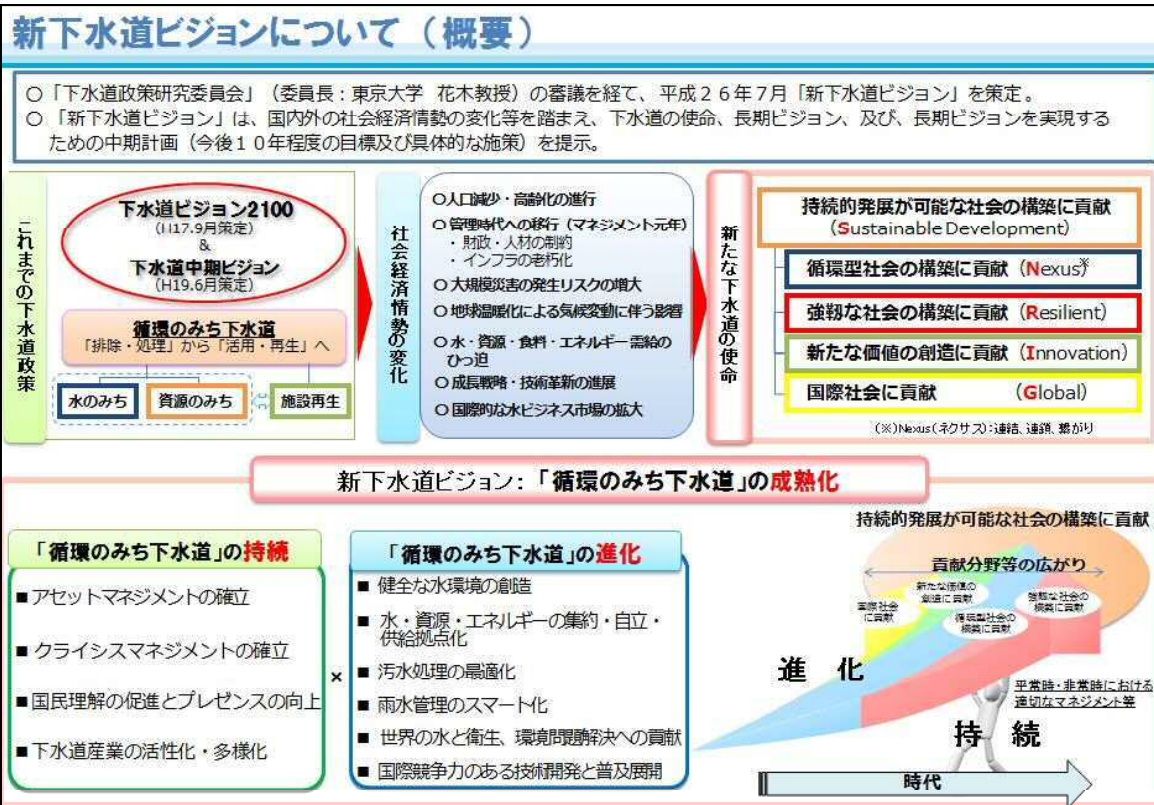 新下水道ビジョンについて（概要）
○「下水道政策研究委員会」（委員長：東京大学 花木教授）の審議を経て、平成２６年７月「新下水道ビジョン」を策定。
○「新下水道ビジョン」は、国内外の社会経済情勢の変化等を踏まえ、下水道の使命、長期ビジョン、及び、長期ビジョンを実現する
ための中期計画（今後１０年程度の目標及び具体的な施策）を提示。
これまでの下水道政策
下水道ビジョン2100
(H17.9月策定)
&
下水道中期ビジョン
(H19.6月策定)
循環のみち下水道
「排除・処理」から「活用・再生」へ
水のみち
資源のみち
施設再生
社会経済情勢の変化
○人口減少・高齢化の進行
○管理時代への移行（マネジメント元年）
・財政・人材の制約
・インフラの老朽化
○大規模災害の発生リスクの増大
○地球温暖化による気候変動に伴う影響
○水・資源・食料・エネルギー需給の
ひっ迫
○成長戦略・技術革新の進展
○国際的な水ビジネス市場の拡大
新たな下水道の使命
持続的発展が可能な社会の構築に貢献
（Sustainable Development）
循環型社会の構築に貢献（Nexus）※
強靱な社会の構築に貢献（Resilient）
新たな価値の創造に貢献（Innovation）
国際社会に貢献（Global）
(※)Nexus(ネクサス):連結、連鎖、繋がり
新下水道ビジョン：「循環のみち下水道」の成熟化
「循環のみち下水道」の持続
■アセットマネジメントの確立
■クライシスマネジメントの確立
■国民理解の促進とプレゼンスの向上
■下水道産業の活性化・多様化
×
「循環のみち下水道」の進化
■ 健全な水環境の創造
■ 水・資源・エネルギーの集約・自立・
供給拠点化
■ 汚水処理の最適化
■ 雨水管理のスマート化
■ 世界の水と衛生、環境問題解決への貢献
■ 国際競争力のある技術開発と普及展開
持続的発展が可能な社会の構築に貢献
貢献分野等の広がり
新たな価値の
創造に貢献
国際社会
に貢献
強靱な社会の
構築に貢献
循環型社会の
構築に貢献
進 化
平常時・非常時における
適切なマネジメント等
持 続
時代